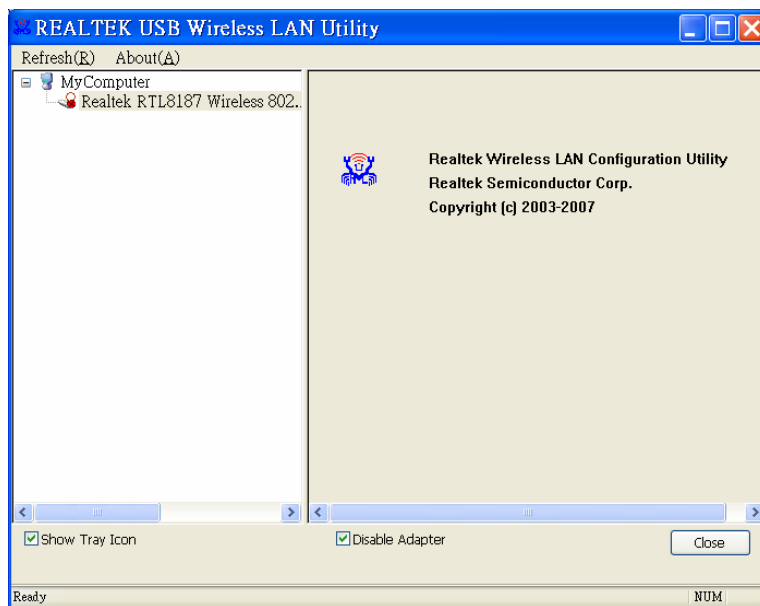 REALTEK USB Wireless LAN Utility
Refresh(R) About(A)
MyComputer
Realtek RTL8187 Wireless 802..
Realtek Wireless LAN Configuration Utility
Realtek Semiconductor Corp.
Copyright (c) 2003-2007
Show Tray Icon
Disable Adapter
Close
Ready
NUM